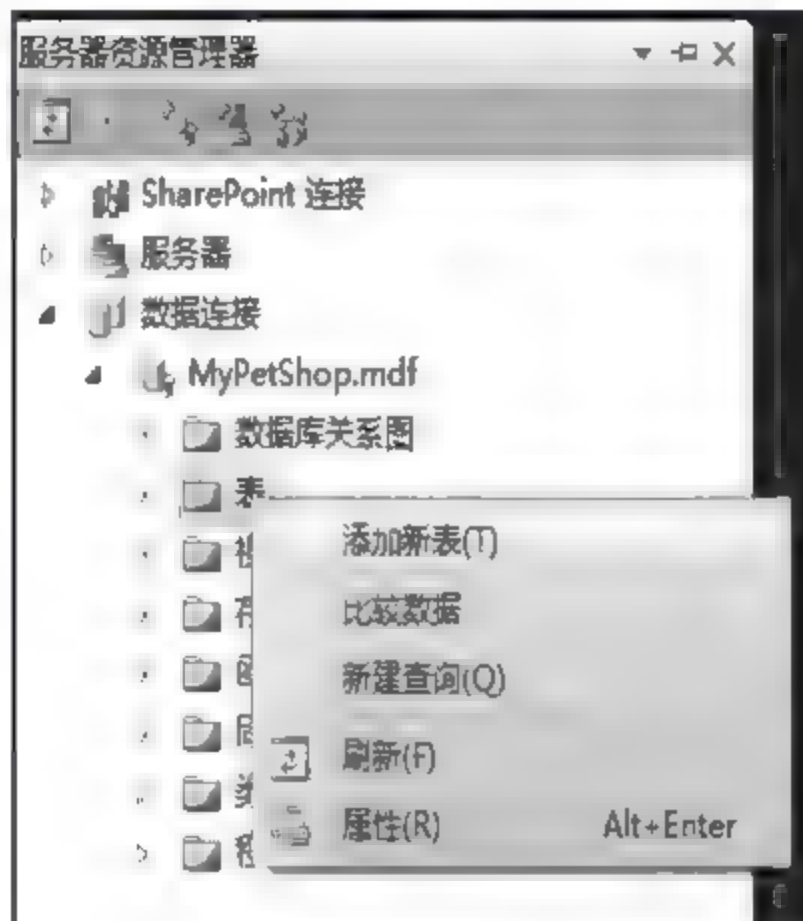 服务器资源管理器
SharePoint 连接
服务器
数据连接
MyPetShop.mdf
数据库关系图
表
添加新表(T)
比较数据
新建查询(Q)
刷新(F)
属性(R) Alt+Enter